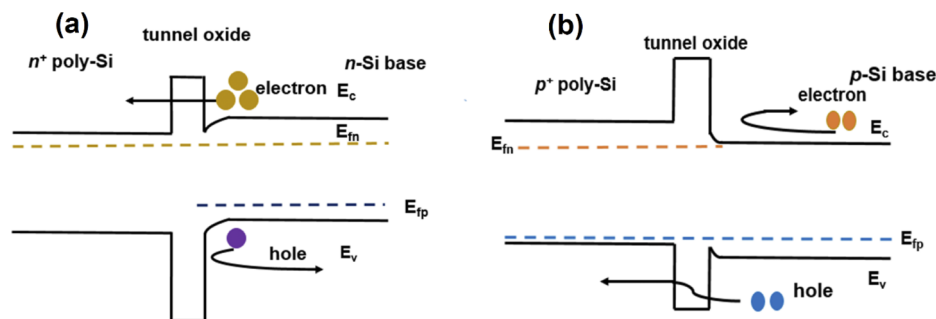 (a)
tunnel oxide
n⁺ poly-Si
n-Si base
electron
E_c
E_fn
E_fp
hole
E_v
(b)
tunnel oxide
p⁺ poly-Si
p-Si base
electron
E_c
E_fn
E_fp
E_v
hole